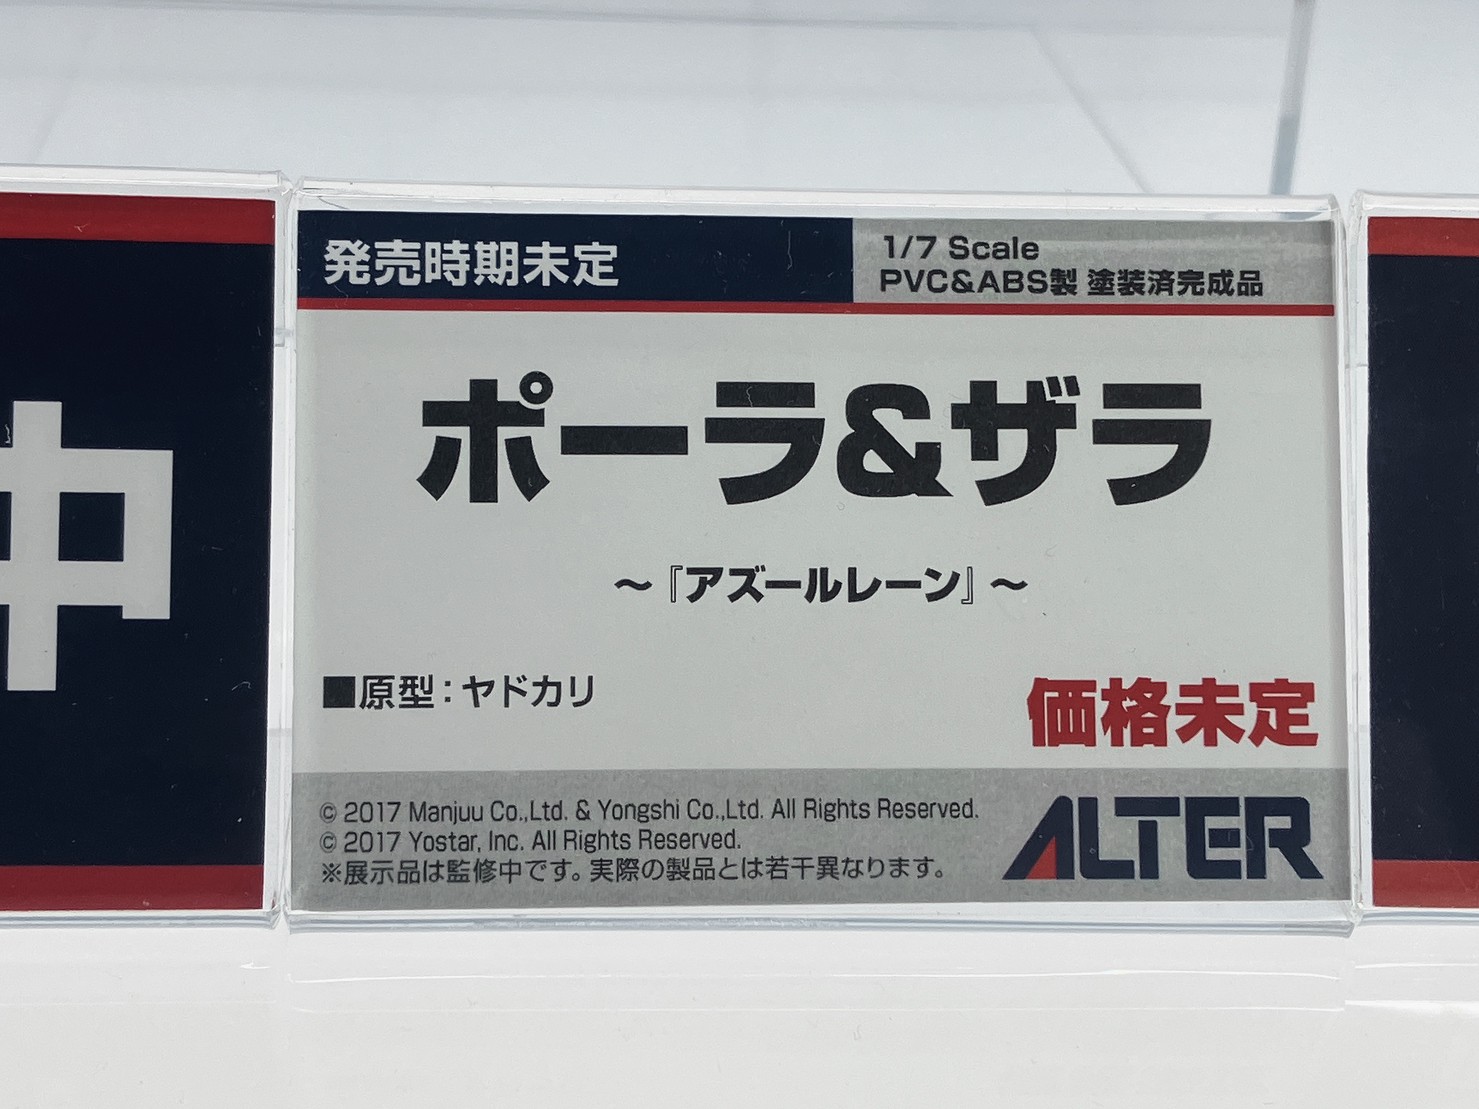 中
発売時期未定
1/7 Scale
PVC&ABS製 塗装済完成品
ポーラ&ザラ
～『アズールレーン』～
■原型：ヤドカリ
価格未定
© 2017 Manjuu Co.,Ltd. & Yongshi Co.,Ltd. All Rights Reserved.
© 2017 Yostar, Inc. All Rights Reserved.
※展示品は監修中です。実際の製品とは若干異なります。
ALTER